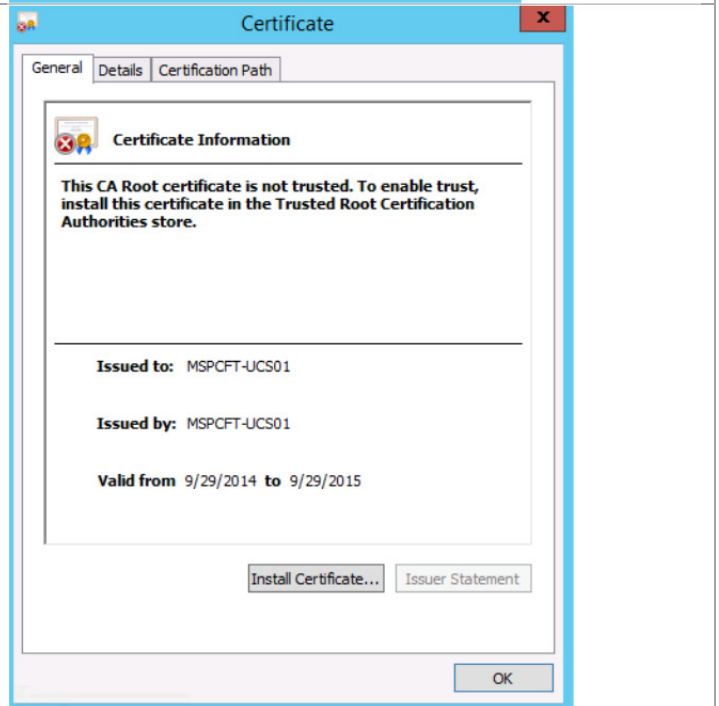 Certificate
x
General Details Certification Path
Certificate Information
This CA Root certificate is not trusted. To enable trust,
install this certificate in the Trusted Root Certification
Authorities store.
Issued to: MSPCFT-UCS01
Issued by: MSPCFT-UCS01
Valid from 9/29/2014 to 9/29/2015
Install Certificate... Issuer Statement
OK